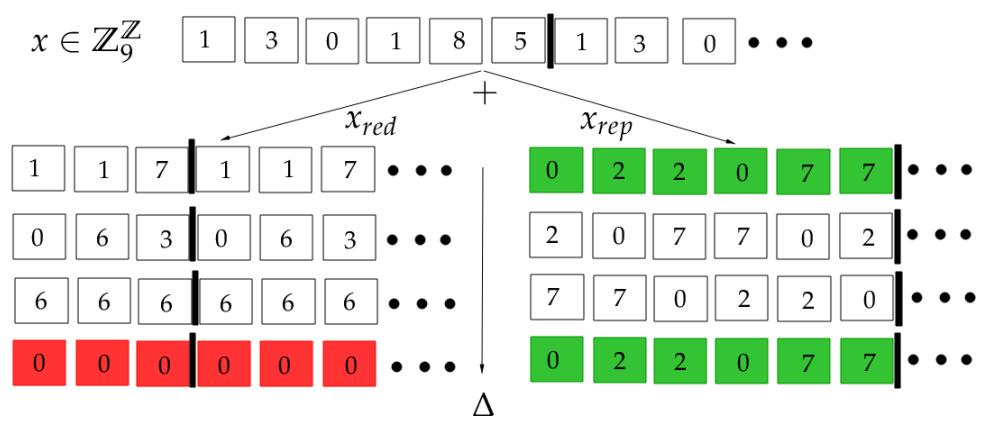 x ∈ ℤ₉^ℤ 1 3 0 1 8 5 1 3 0 •••
+
x_red x_rep
1 1 7 1 1 7 ••• 0 2 2 0 7 7 •••
0 6 3 0 6 3 ••• 2 0 7 7 0 2 •••
6 6 6 6 6 6 ••• 7 7 0 2 2 0 •••
0 0 0 0 0 0 ••• 0 2 2 0 7 7 •••
Δ